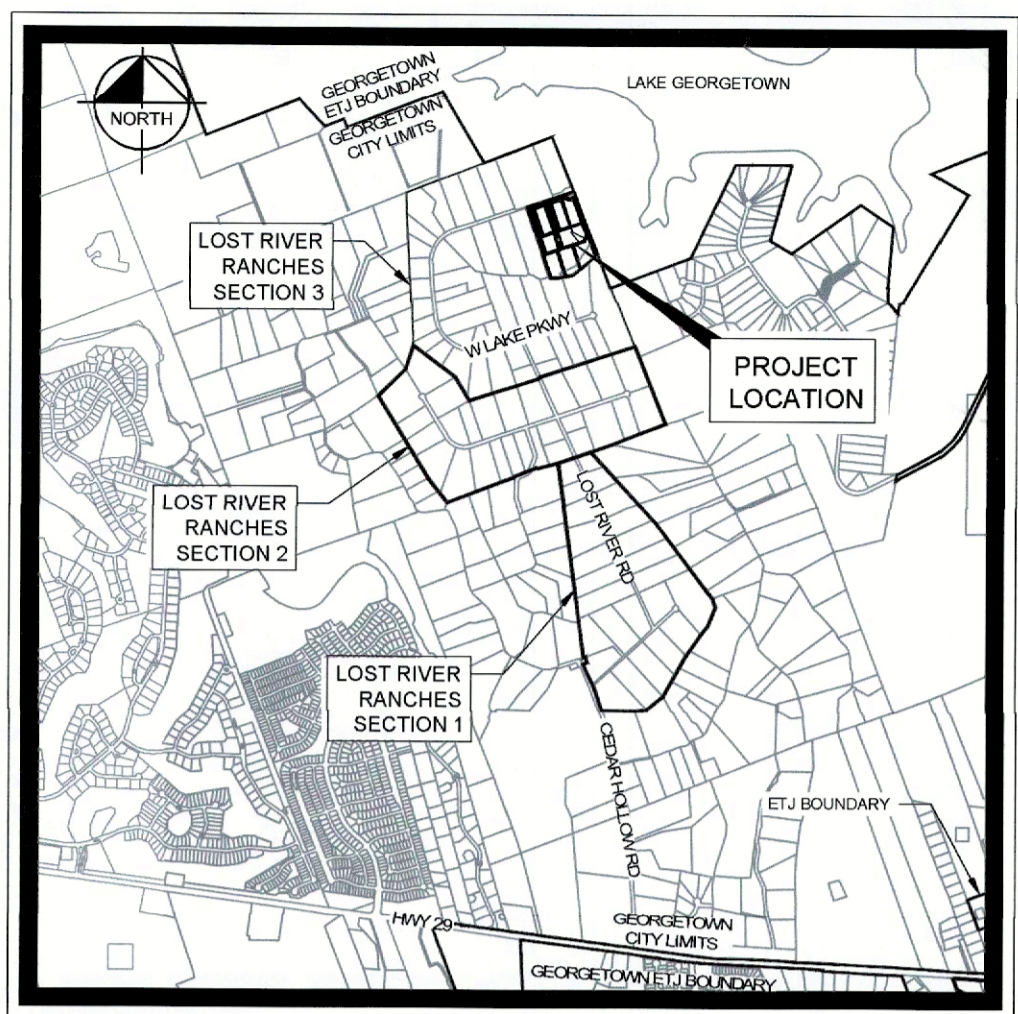 NORTH
GEORGETOWN
ETJ BOUNDARY
GEORGETOWN
CITY LIMITS
LAKE GEORGETOWN
LOST RIVER
RANCHES
SECTION 3
W LAKE PKWY
PROJECT
LOCATION
LOST RIVER
RANCHES
SECTION 2
LOST RIVER RD
LOST RIVER
RANCHES
SECTION 1
CEDAR HOLLOW RD
ETJ BOUNDARY
HWY 29
GEORGETOWN
CITY LIMITS
GEORGETOWN ETJ BOUNDARY